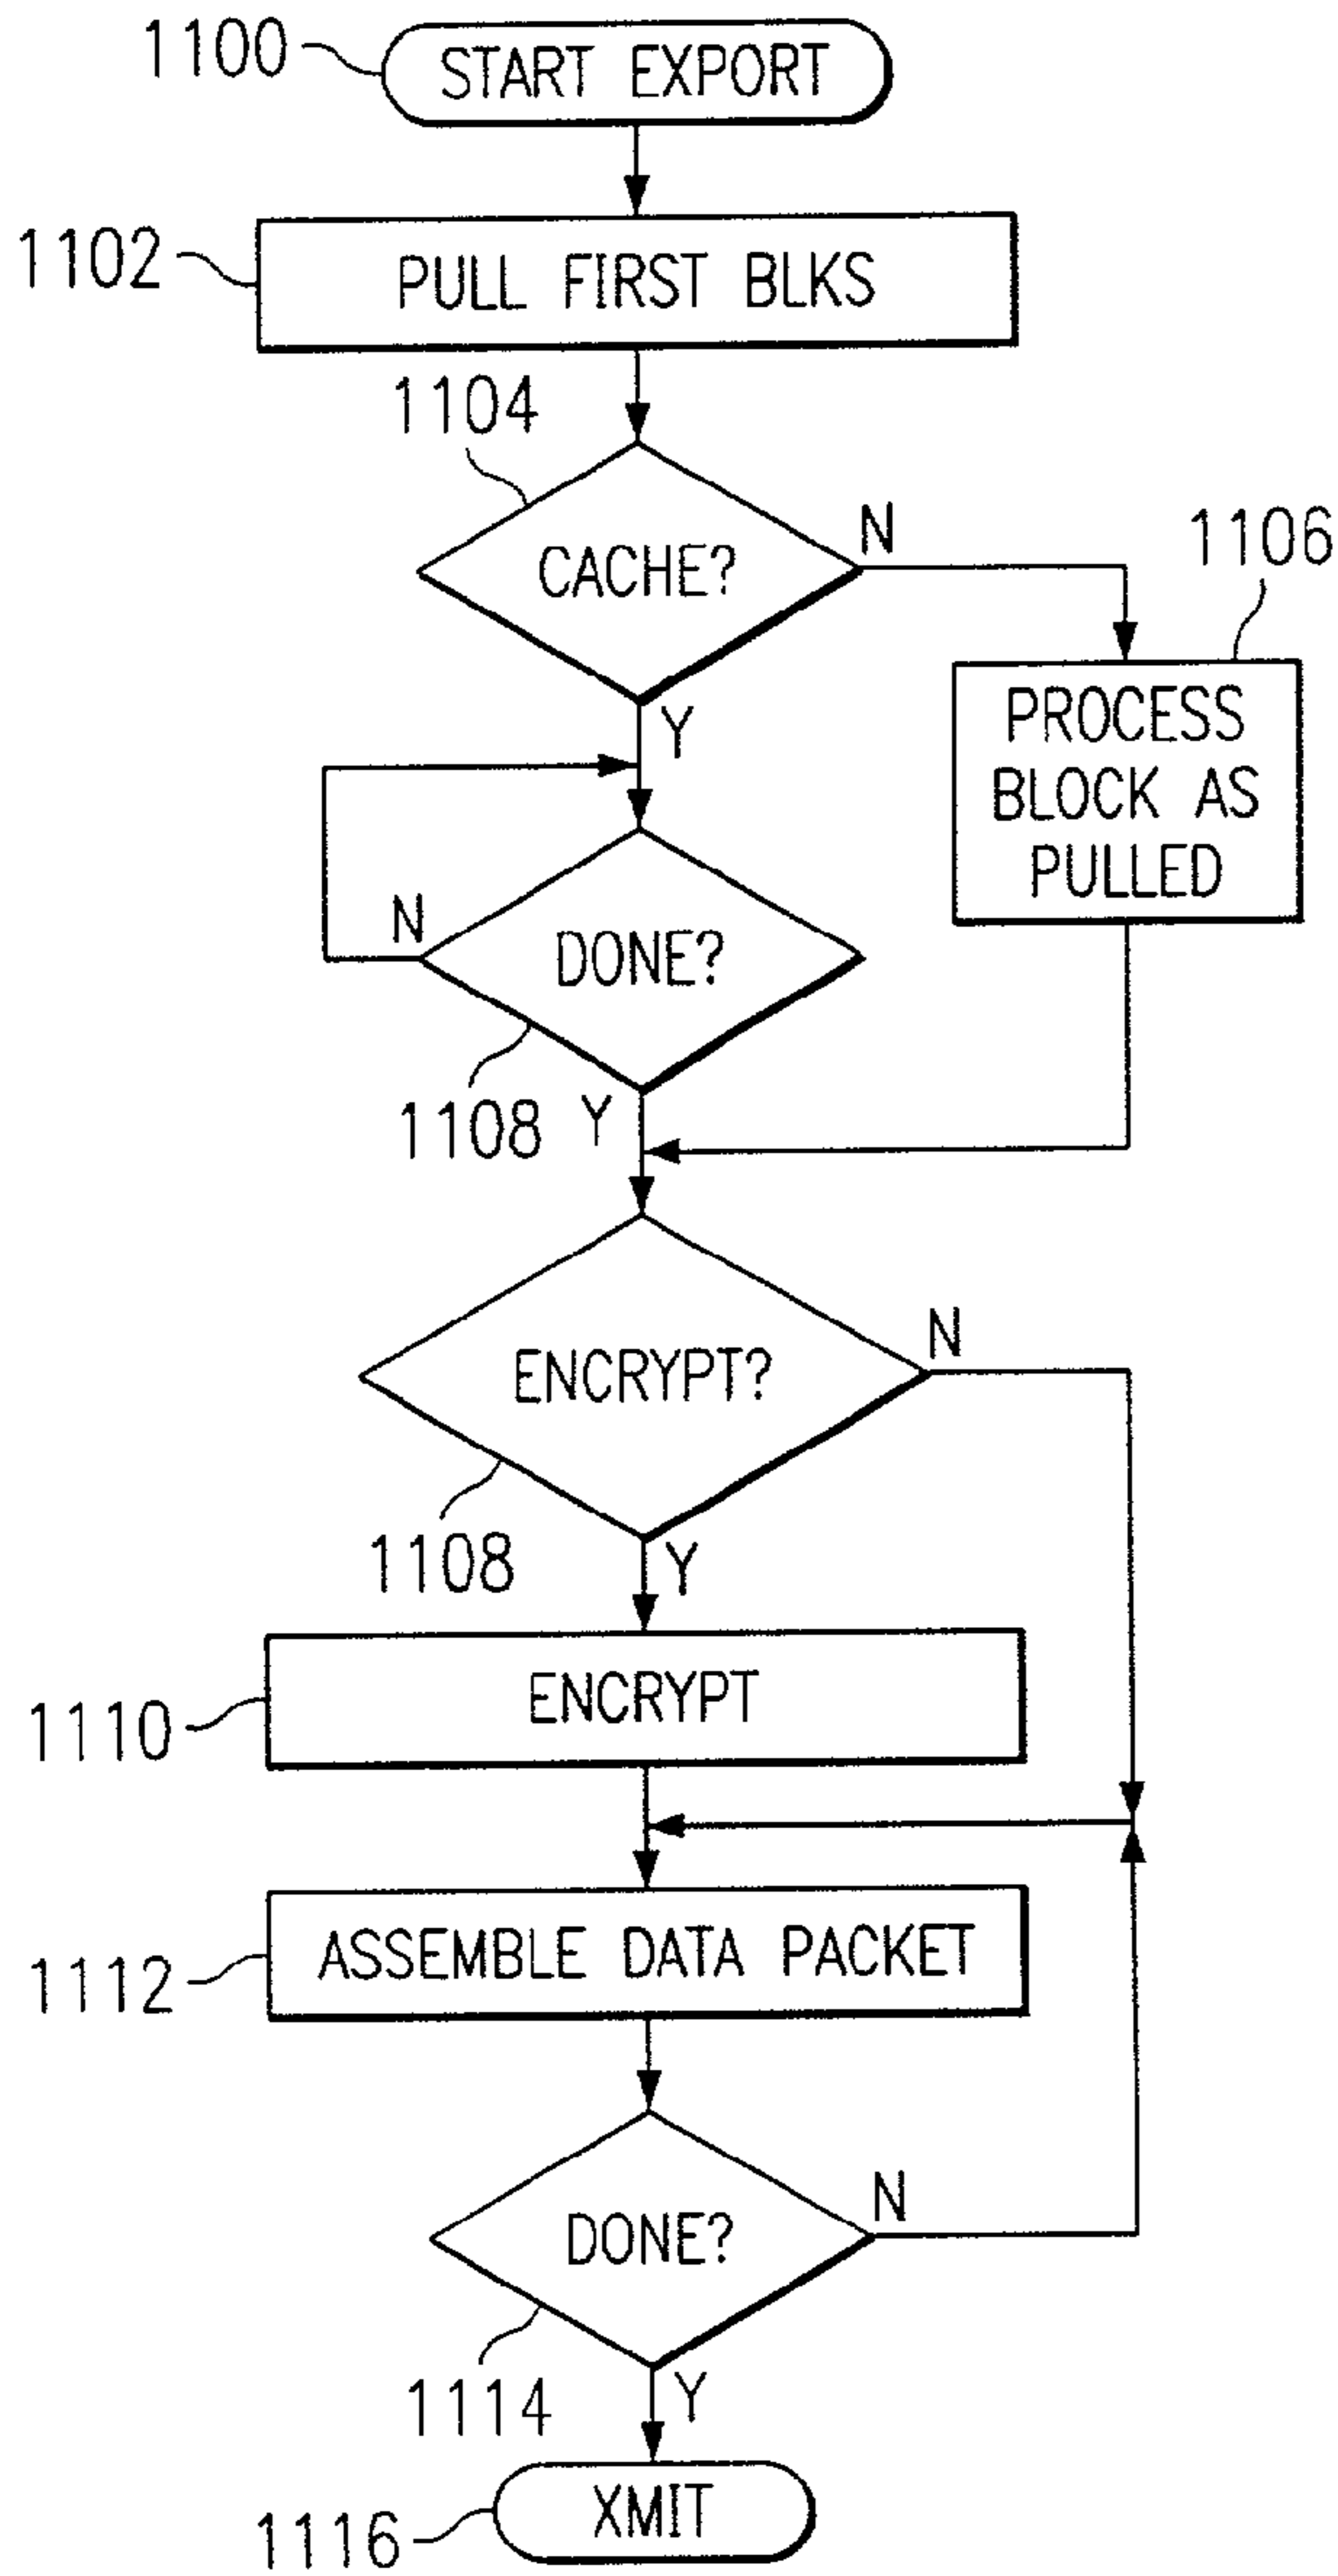 1100
START EXPORT
1102
PULL FIRST BLKS
1104
CACHE?
N
1106
Y
PROCESS
BLOCK AS
PULLED
N
DONE?
1108
Y
ENCRYPT?
N
1108
Y
1110
ENCRYPT
1112
ASSEMBLE DATA PACKET
DONE?
N
1114
Y
1116
XMIT